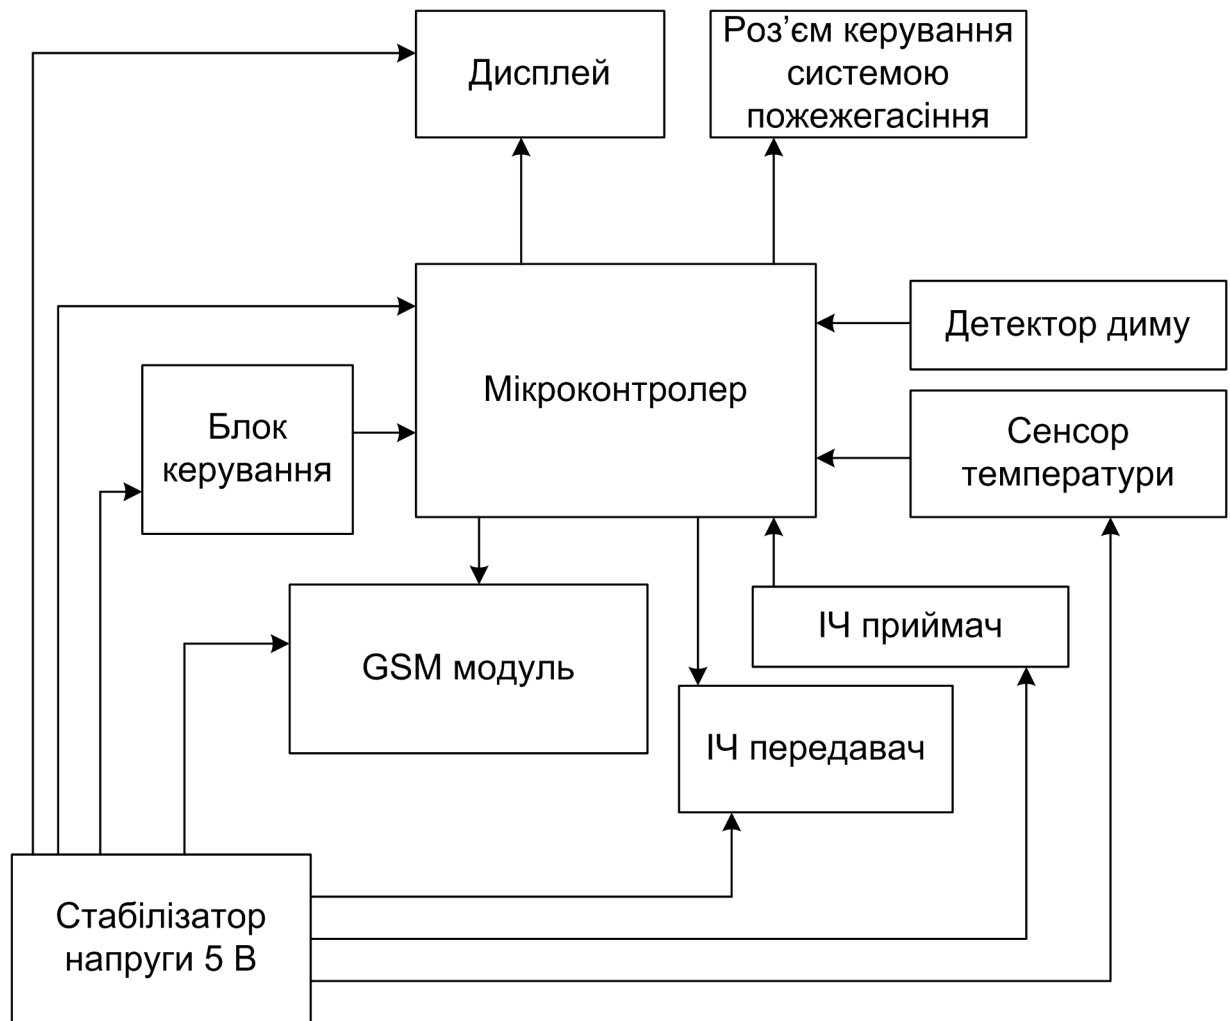 Дисплей
Роз’єм керування
системою
пожежегасіння
Детектор диму
Мікроконтролер
Блок
керування
Сенсор
температури
ІЧ приймач
GSM модуль
ІЧ передавач
Стабілізатор
напруги 5 В